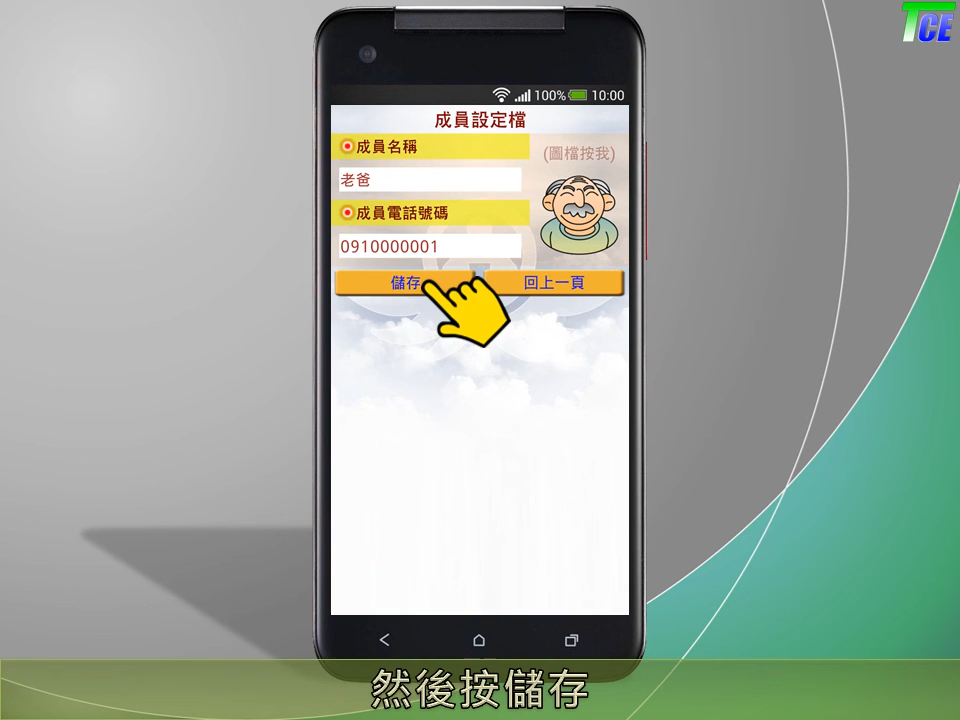 TCE
100% 10:00
成員設定檔
成員名稱
(圖檔按我)
老爸
成員電話號碼
0910000001
儲存 回上一頁
然後按儲存